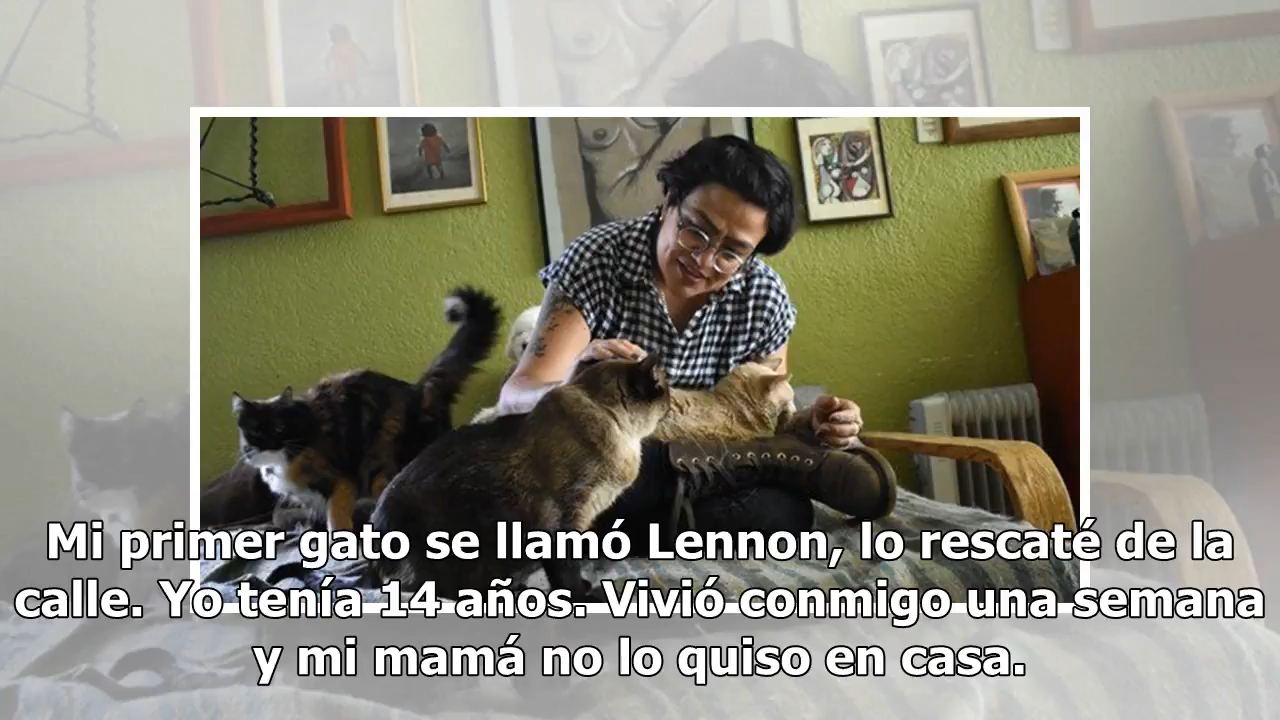 Mi primer gato se llamó Lennon, lo rescaté de la
calle. Yo tenía 14 años. Vivió conmigo una semana
y mi mamá no lo quiso en casa.